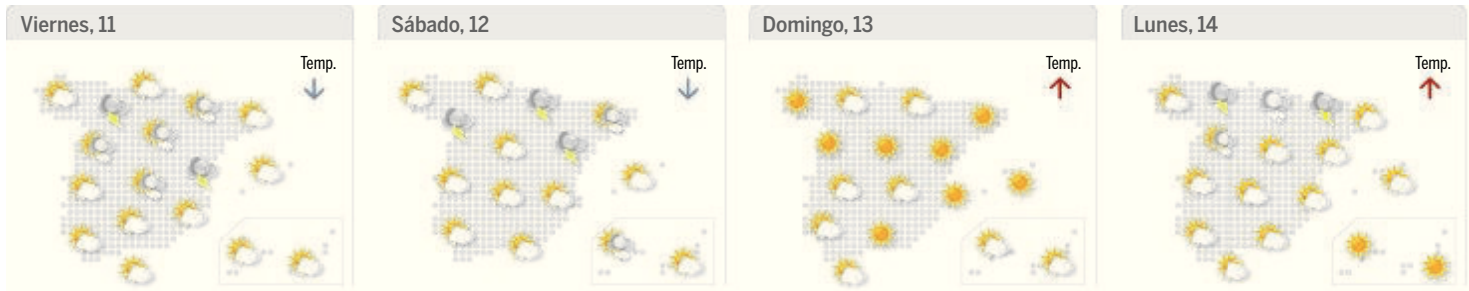 Viernes, 11
Temp.
Sábado, 12
Temp.
Domingo, 13
Temp.
Lunes, 14
Temp.